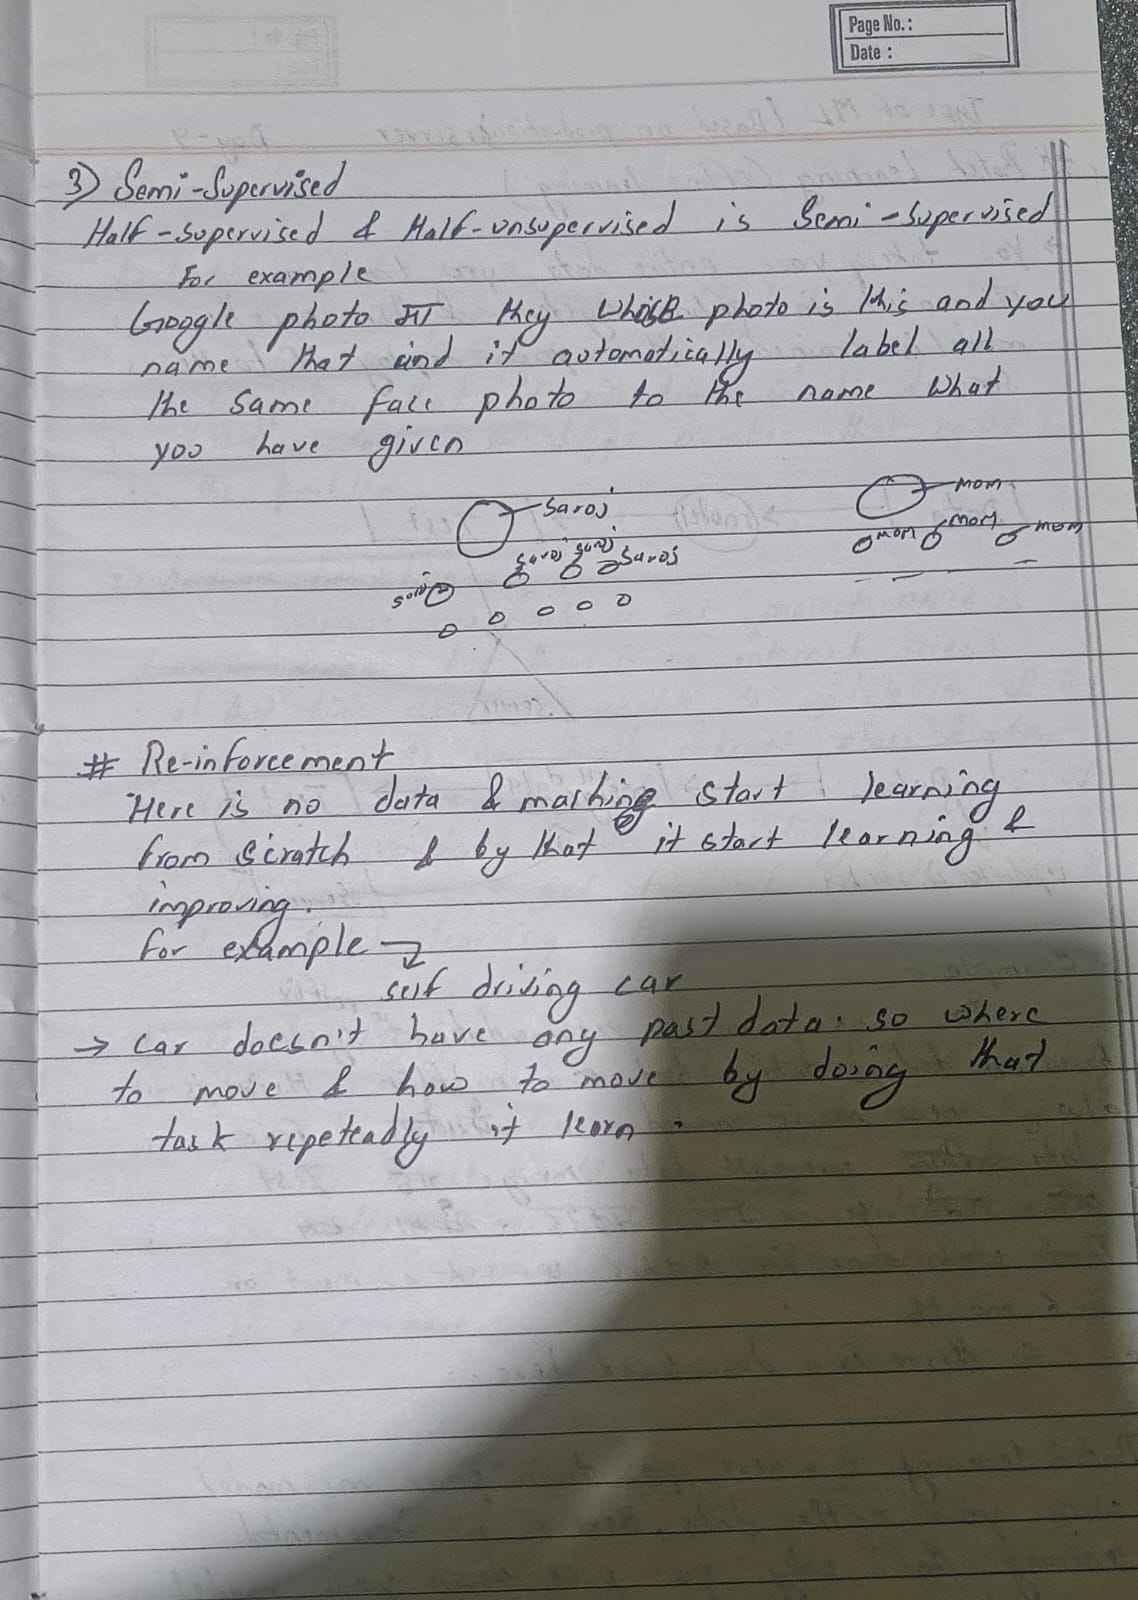 Page No.:
Date :
3) Semi-Supervised
Half-supervised & Half-unsupervised is Semi-supervised
For example
Google photo मा they whose photo is this and you
name that and it automatically label all
the same face photo to the name what
you have given
Saroj
mom
mom mom mom
Saroj Saroj Saroj
Saroj
# Re-inforcement
Here is no data & mashing start learning
from scratch & by that it start learning &
improving.
For example
self driving car
→ car doesn't have any past data. so where
to move & how to move by doing that
task repeteadly it learn.